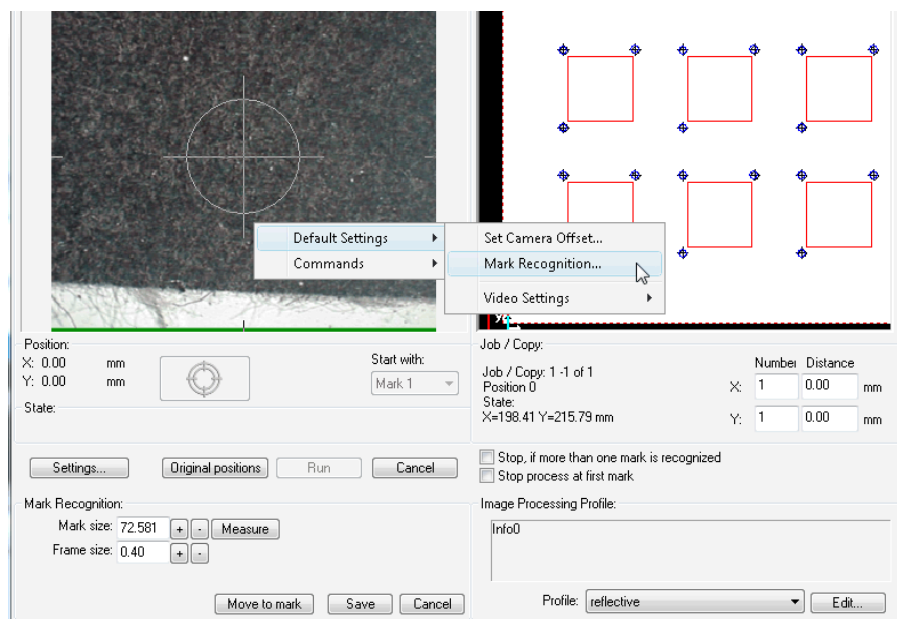 Default Settings
Commands
Set Camera Offset...
Mark Recognition...
Video Settings
Position:
X: 0.00 mm
Y: 0.00 mm
Start with:
Mark 1
State:
Settings...
Original positions
Run
Cancel
Mark Recognition:
Mark size: 72.581 + - Measure
Frame size: 0.40 + -
Move to mark
Save
Cancel
Job / Copy:
Job / Copy: 1 -1 of 1
Position 0
State:
X=198.41 Y=215.79 mm
Number Distance
X: 1 0.00 mm
Y: 1 0.00 mm
Stop, if more than one mark is recognized
Stop process at first mark
Image Processing Profile:
Info0
Profile: reflective
Edit...